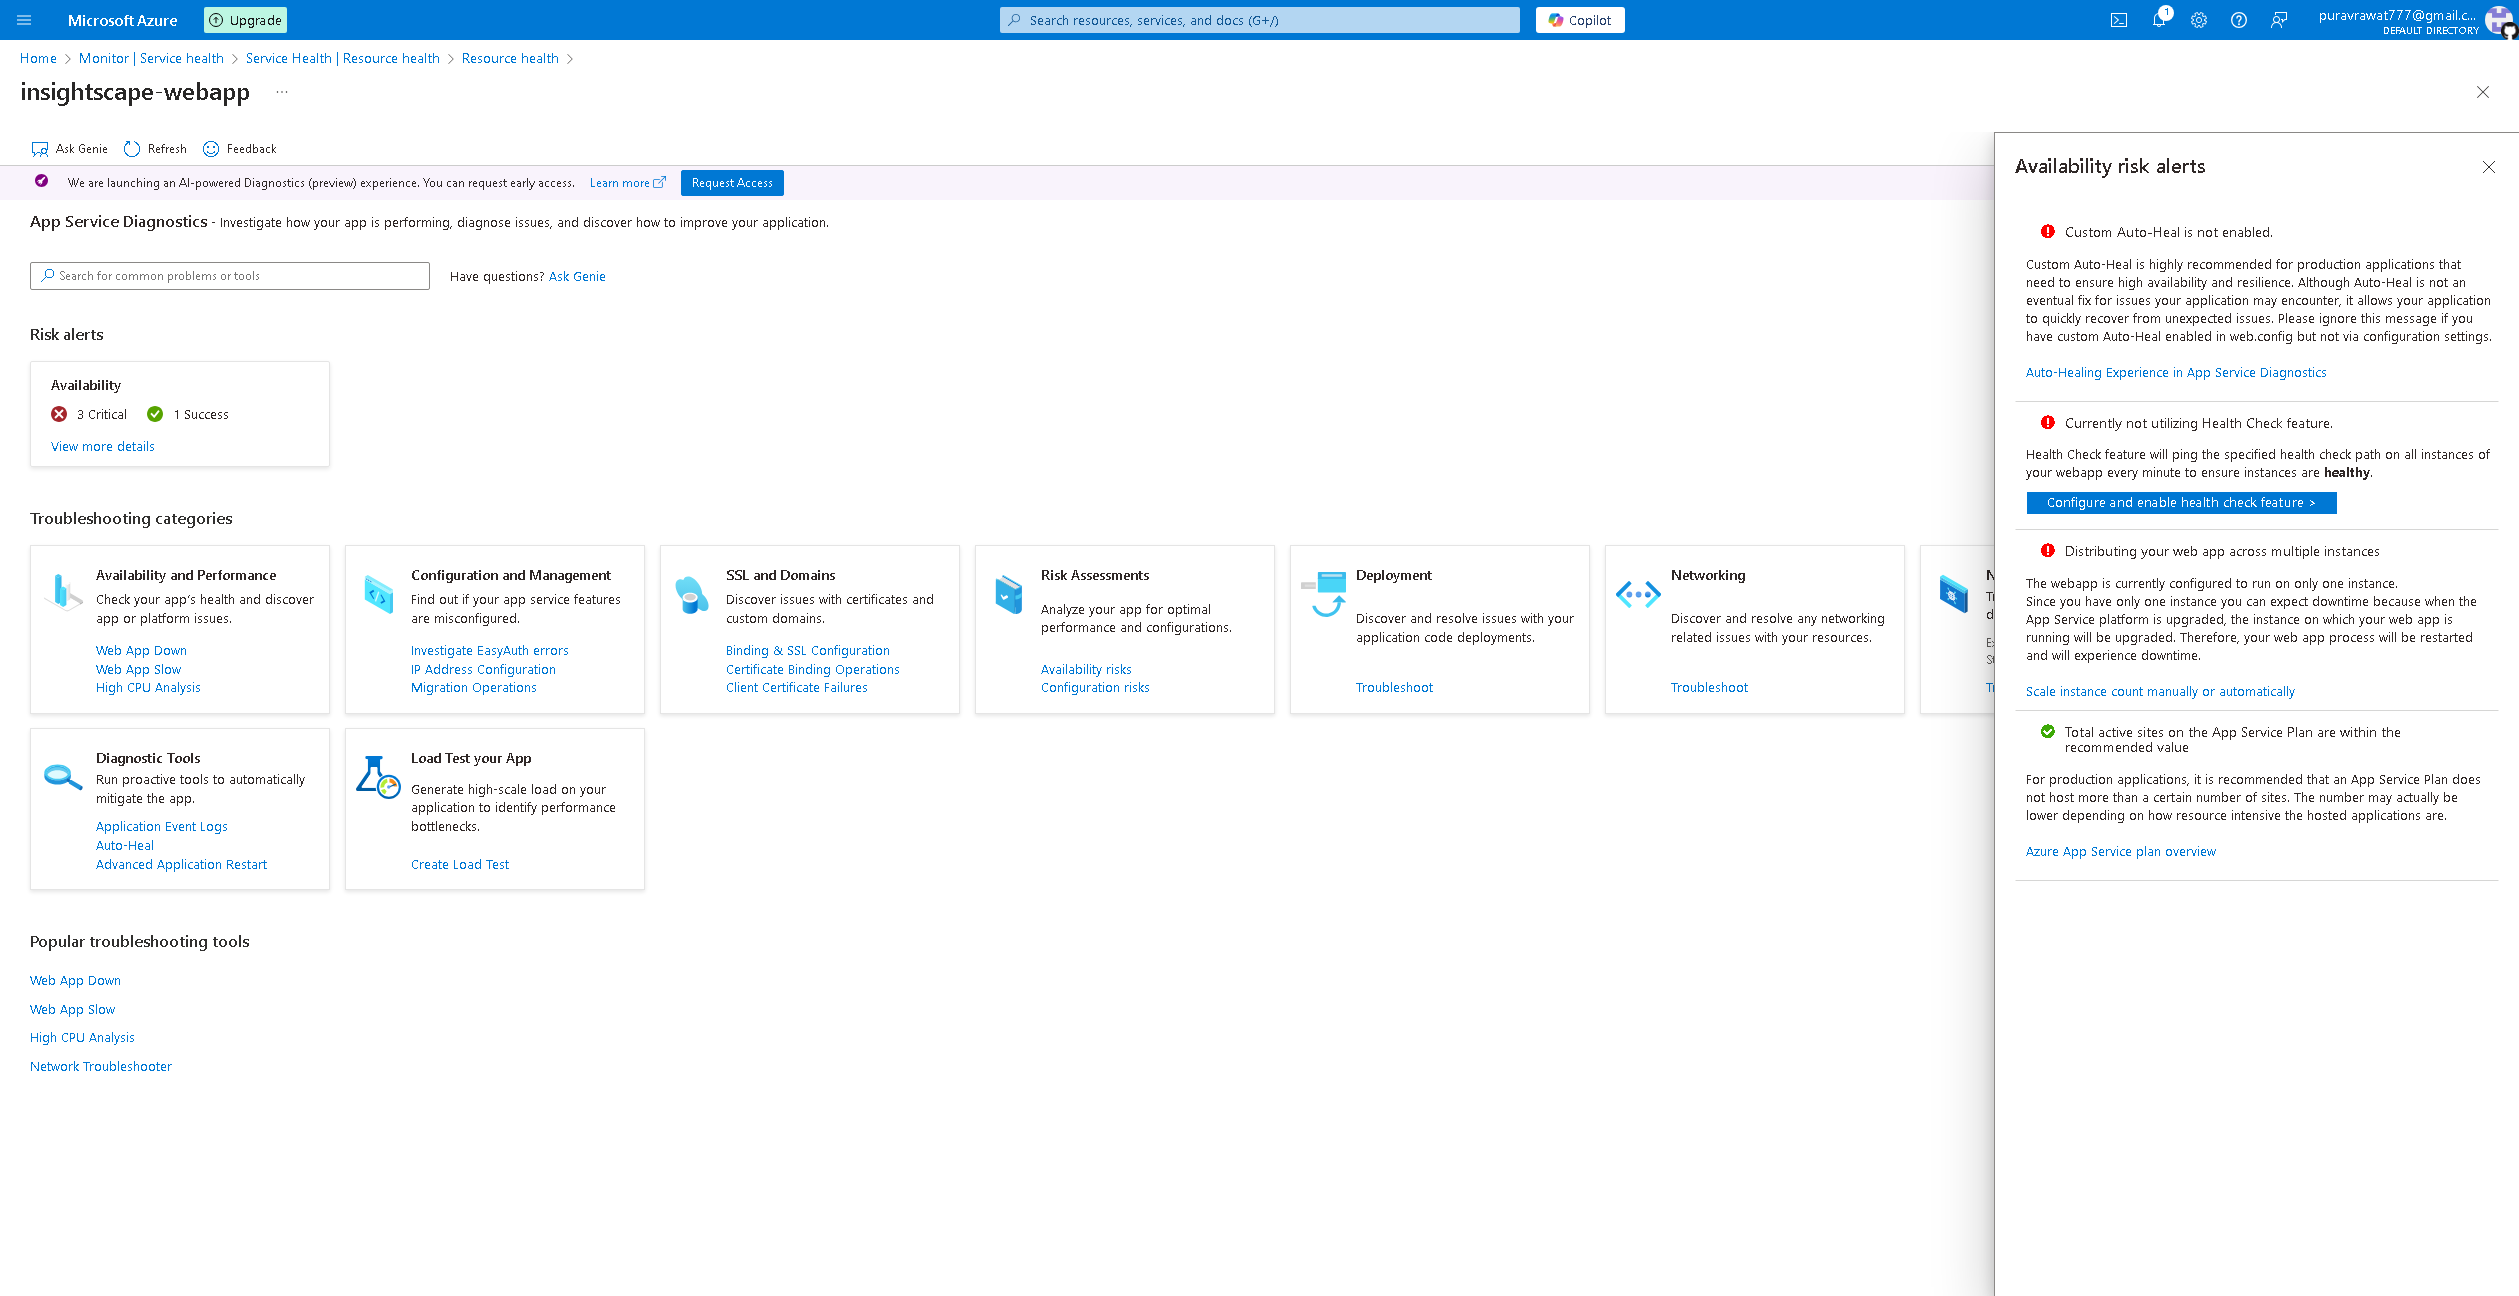 Microsoft Azure
Upgrade
Search resources, services, and docs (G+/)
Copilot
1
puravrawat777@gmail.c...
DEFAULT DIRECTORY
Home > Monitor | Service health > Service Health | Resource health > Resource health >
insightscape-webapp ...
Ask Genie
Refresh
Feedback
We are launching an AI-powered Diagnostics (preview) experience. You can request early access. Learn more
Request Access
App Service Diagnostics - Investigate how your app is performing, diagnose issues, and discover how to improve your application.
Search for common problems or tools
Have questions? Ask Genie
Risk alerts
Availability
3 Critical
1 Success
View more details
Troubleshooting categories
Availability and Performance
Check your app's health and discover
app or platform issues.
Web App Down
Web App Slow
High CPU Analysis
Configuration and Management
Find out if your app service features
are misconfigured.
Investigate EasyAuth errors
IP Address Configuration
Migration Operations
SSL and Domains
Discover issues with certificates and
custom domains.
Binding & SSL Configuration
Certificate Binding Operations
Client Certificate Failures
Risk Assessments
Analyze your app for optimal
performance and configurations.
Availability risks
Configuration risks
Deployment
Discover and resolve issues with your
application code deployments.
Troubleshoot
Networking
Discover and resolve any networking
related issues with your resources.
Troubleshoot
Diagnostic Tools
Run proactive tools to automatically
mitigate the app.
Application Event Logs
Auto-Heal
Advanced Application Restart
Load Test your App
Generate high-scale load on your
application to identify performance
bottlenecks.
Create Load Test
Popular troubleshooting tools
Web App Down
Web App Slow
High CPU Analysis
Network Troubleshooter
Availability risk alerts
Custom Auto-Heal is not enabled.
Custom Auto-Heal is highly recommended for production applications that
need to ensure high availability and resilience. Although Auto-Heal is not an
eventual fix for issues your application may encounter, it allows your application
to quickly recover from unexpected issues. Please ignore this message if you
have custom Auto-Heal enabled in web.config but not via configuration settings.
Auto-Healing Experience in App Service Diagnostics
Currently not utilizing Health Check feature.
Health Check feature will ping the specified health check path on all instances of
your webapp every minute to ensure instances are healthy.
Configure and enable health check feature >
Distributing your web app across multiple instances
The webapp is currently configured to run on only one instance.
Since you have only one instance you can expect downtime because when the
App Service platform is upgraded, the instance on which your web app is
running will be upgraded. Therefore, your web app process will be restarted
and will experience downtime.
Scale instance count manually or automatically
Total active sites on the App Service Plan are within the
recommended value
For production applications, it is recommended that an App Service Plan does
not host more than a certain number of sites. The number may actually be
lower depending on how resource intensive the hosted applications are.
Azure App Service plan overview